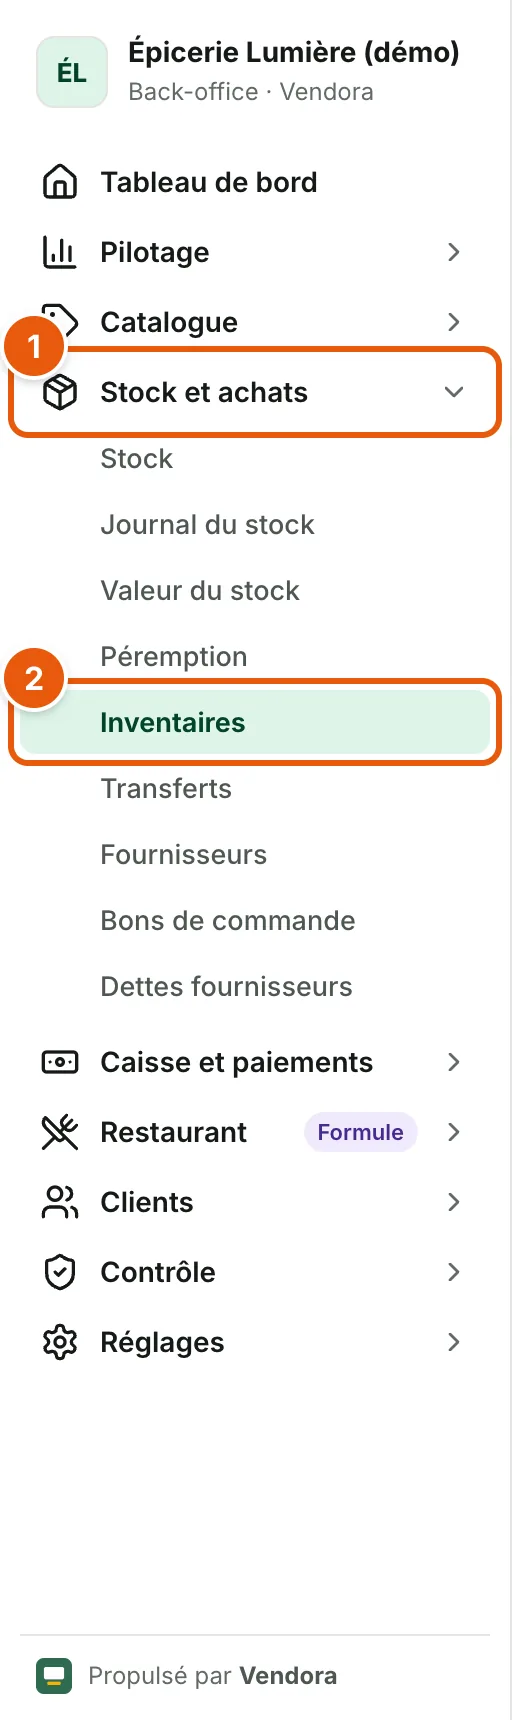 ÉL
Épicerie Lumière (démo)
Back-office · Vendora
Tableau de bord
Pilotage
Catalogue
1
Stock et achats
Stock
Journal du stock
Valeur du stock
Péremption
2
Inventaires
Transferts
Fournisseurs
Bons de commande
Dettes fournisseurs
Caisse et paiements
Restaurant Formule
Clients
Contrôle
Réglages
Propulsé par Vendora